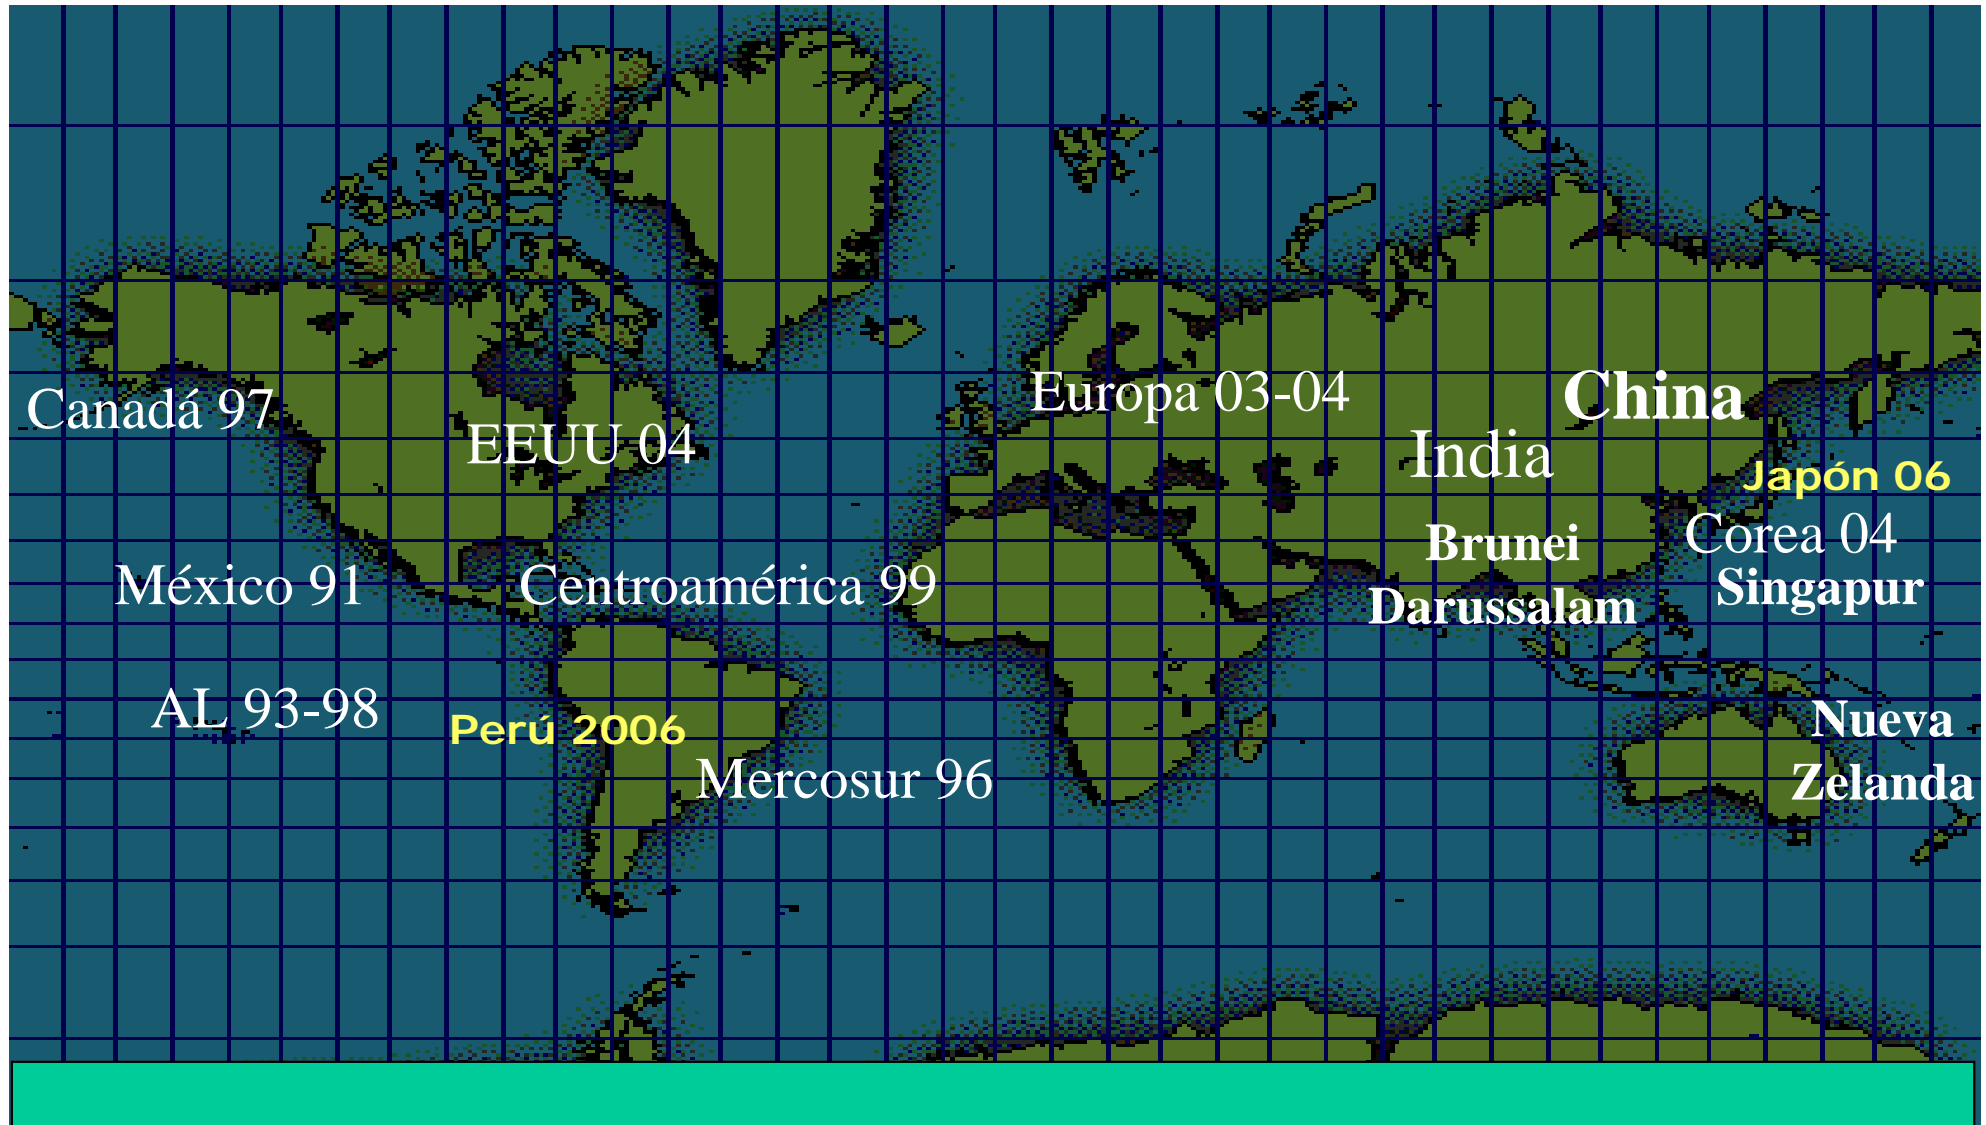 Canadá 97
EEUU 04
Europa 03-04
China
India
Japón 06
Corea 04
Brunei
Darussalam
Singapur
México 91
Centroamérica 99
AL 93-98
Perú 2006
Mercosur 96
Nueva
Zelanda